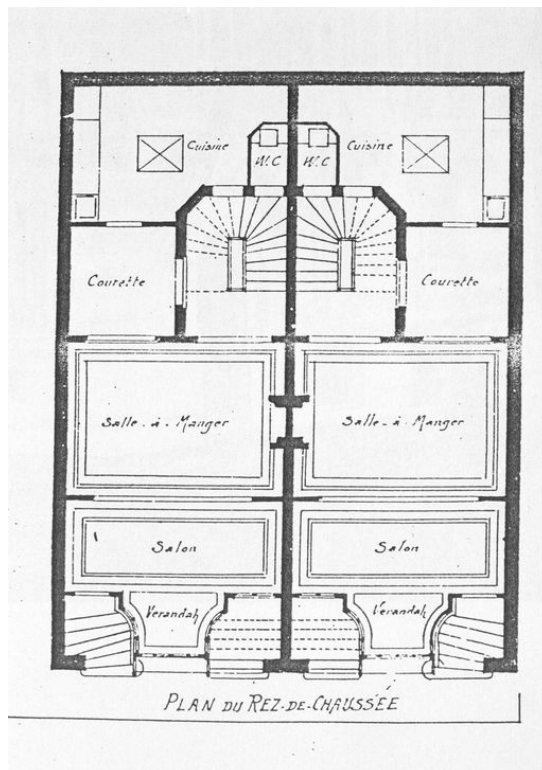 Cuisine
W.C
W.C
Cuisine
Courette
Courette
Salle-à-Manger
Salle-à-Manger
Salon
Salon
Verandah
Verandah
PLAN DU REZ-DE-CHAUSSÉE